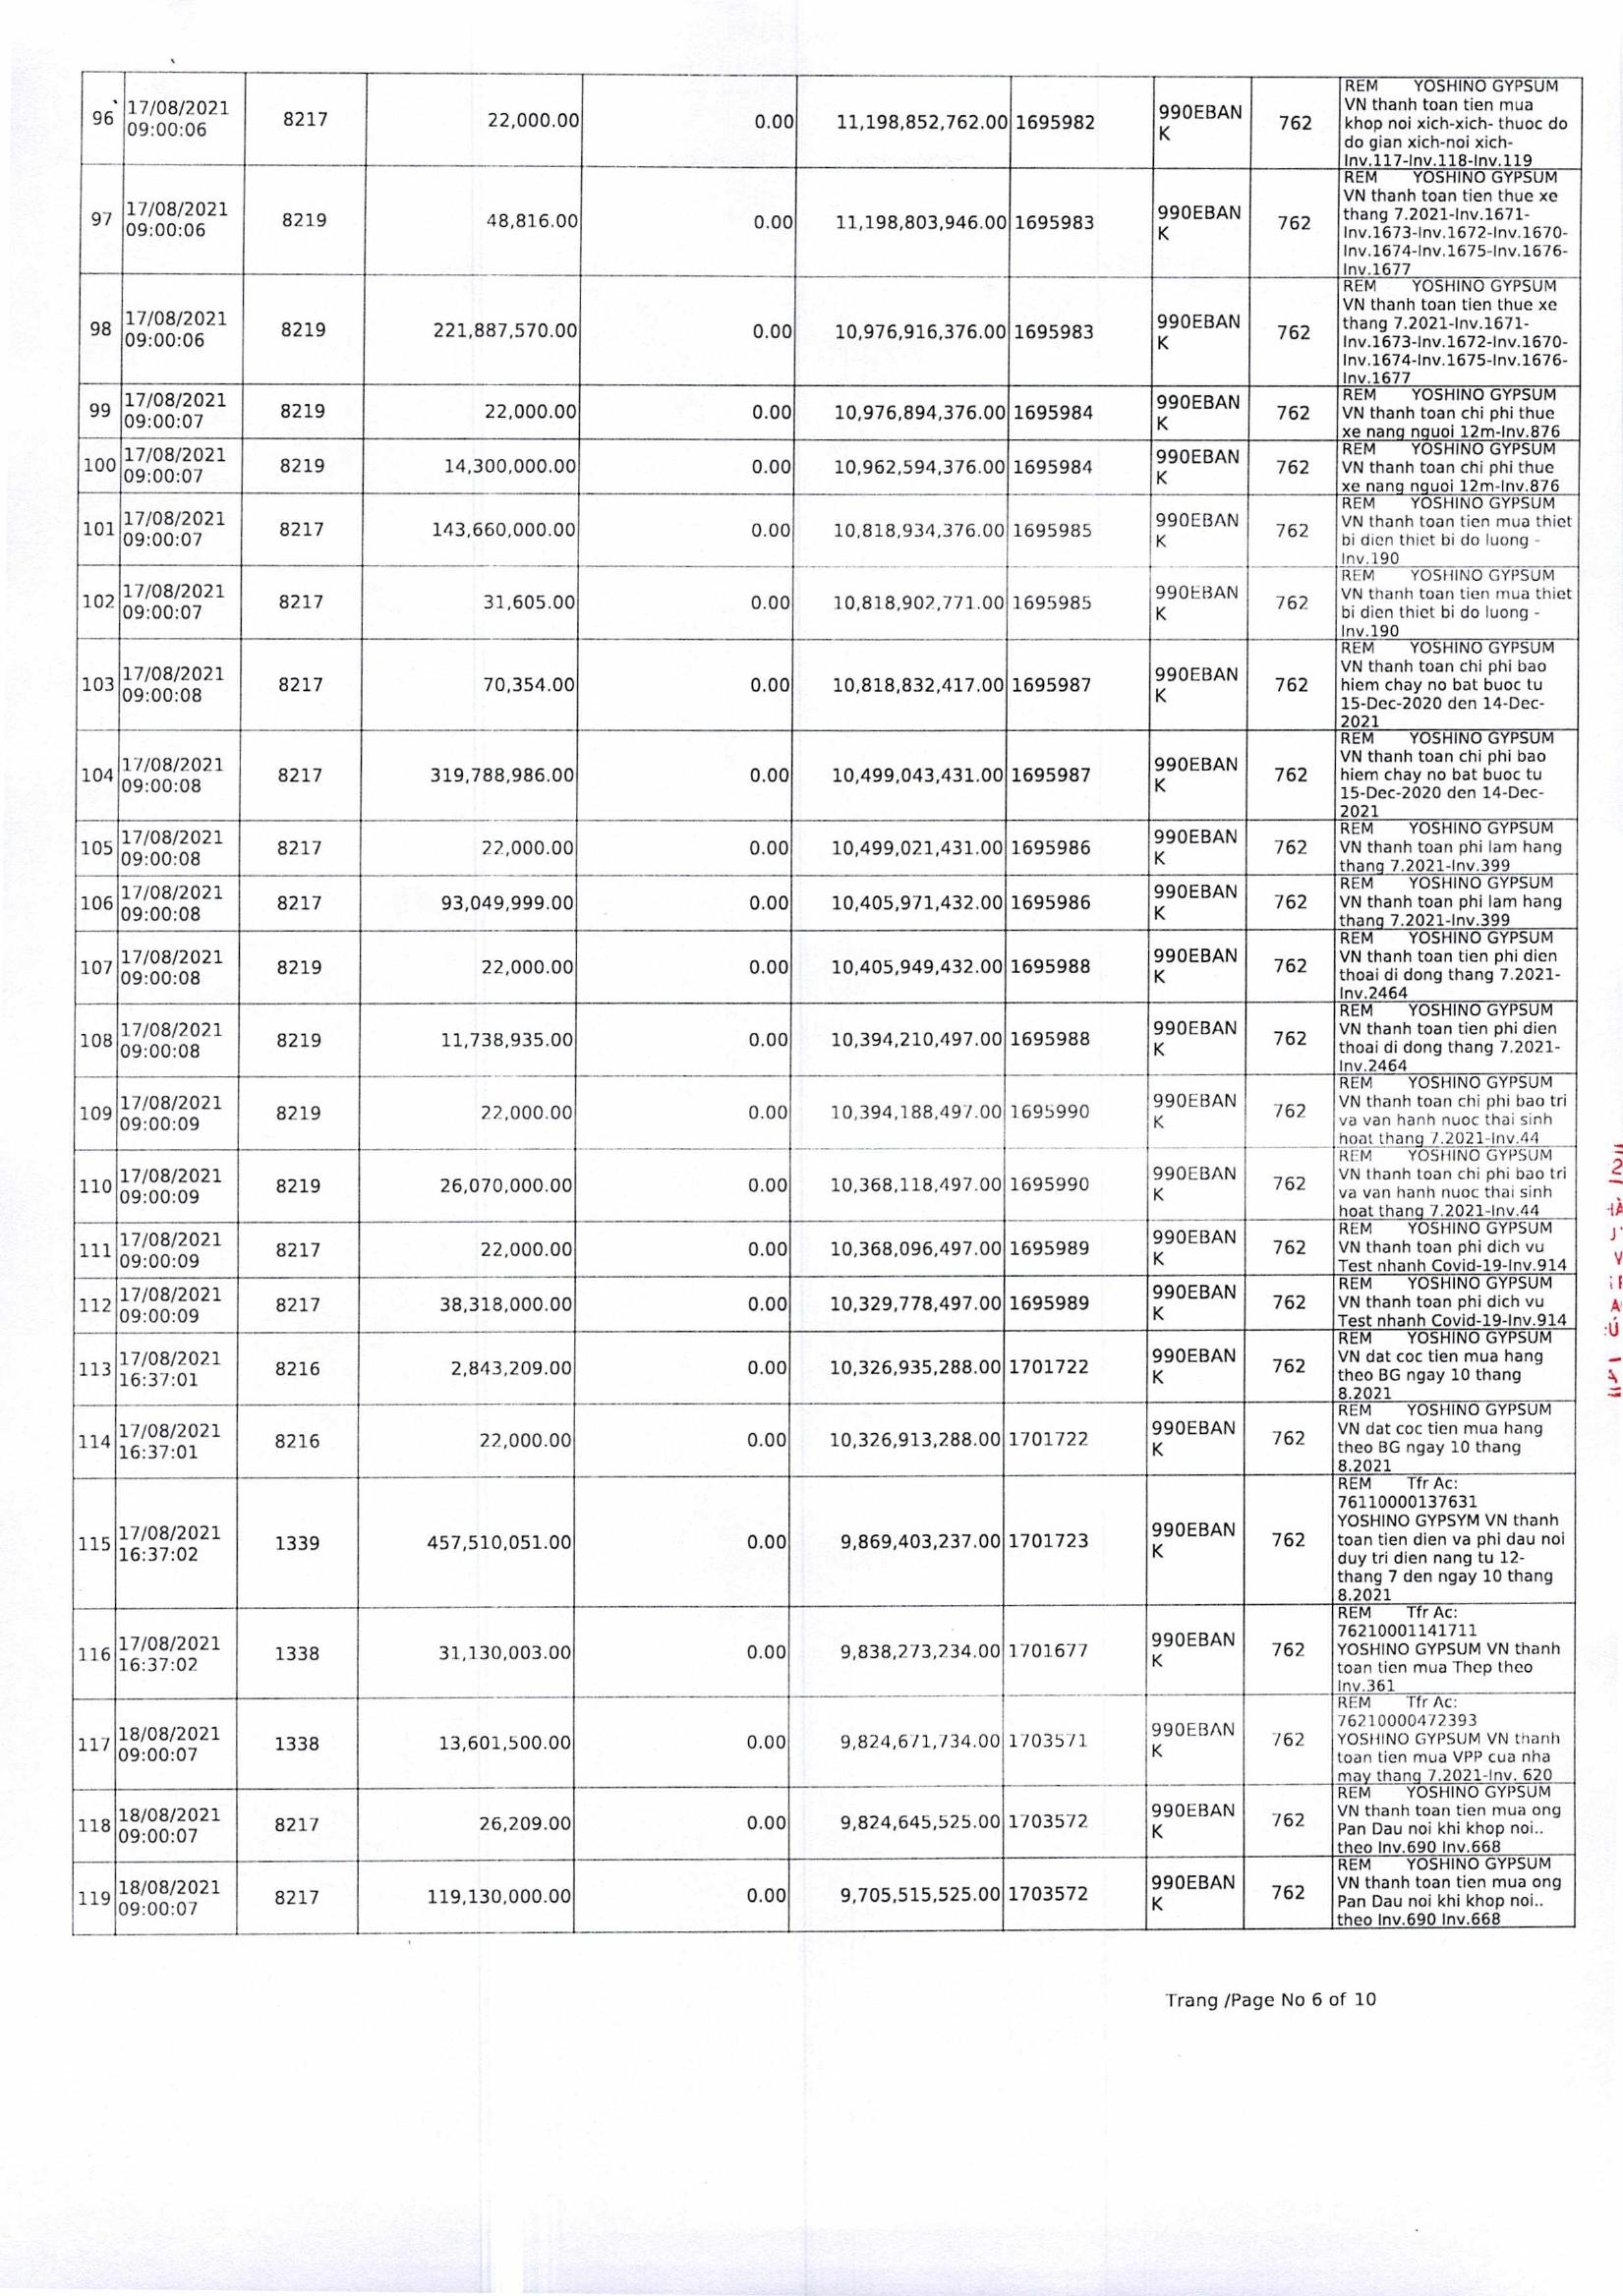 96 17/08/2021 09:00:06 8217 22,000.00 0.00 11,198,852,762.00 1695982 990EBAN K 762
REM YOSHINO GYPSUM
VN thanh toan tien mua
khop noi xich-xich- thuoc do
do gian xich-noi xich-
Inv.117-Inv.118-Inv.119
97 17/08/2021 09:00:06 8219 48,816.00 0.00 11,198,803,946.00 1695983 990EBAN K 762
REM YOSHINO GYPSUM
VN thanh toan tien thue xe
thang 7.2021-Inv.1671-
Inv.1673-Inv.1672-Inv.1670-
Inv.1674-Inv.1675-Inv.1676-
Inv.1677
98 17/08/2021 09:00:06 8219 221,887,570.00 0.00 10,976,916,376.00 1695983 990EBAN K 762
REM YOSHINO GYPSUM
VN thanh toan tien thue xe
thang 7.2021-Inv.1671-
Inv.1673-Inv.1672-Inv.1670-
Inv.1674-Inv.1675-Inv.1676-
Inv.1677
99 17/08/2021 09:00:07 8219 22,000.00 0.00 10,976,894,376.00 1695984 990EBAN K 762
REM YOSHINO GYPSUM
VN thanh toan chi phi thue
xe nang nguoi 12m-Inv.876
100 17/08/2021 09:00:07 8219 14,300,000.00 0.00 10,962,594,376.00 1695984 990EBAN K 762
REM YOSHINO GYPSUM
VN thanh toan chi phi thue
xe nang nguoi 12m-Inv.876
101 17/08/2021 09:00:07 8217 143,660,000.00 0.00 10,818,934,376.00 1695985 990EBAN K 762
REM YOSHINO GYPSUM
VN thanh toan tien mua thiet
bi dien thiet bi do luong -
Inv.190
102 17/08/2021 09:00:07 8217 31,605.00 0.00 10,818,902,771.00 1695985 990EBAN K 762
REM YOSHINO GYPSUM
VN thanh toan tien mua thiet
bi dien thiet bi do luong -
Inv.190
103 17/08/2021 09:00:08 8217 70,354.00 0.00 10,818,832,417.00 1695987 990EBAN K 762
REM YOSHINO GYPSUM
VN thanh toan chi phi bao
hiem chay no bat buoc tu
15-Dec-2020 den 14-Dec-
2021
104 17/08/2021 09:00:08 8217 319,788,986.00 0.00 10,499,043,431.00 1695987 990EBAN K 762
REM YOSHINO GYPSUM
VN thanh toan chi phi bao
hiem chay no bat buoc tu
15-Dec-2020 den 14-Dec-
2021
105 17/08/2021 09:00:08 8217 22,000.00 0.00 10,499,021,431.00 1695986 990EBAN K 762
REM YOSHINO GYPSUM
VN thanh toan phi lam hang
thang 7.2021-Inv.399
106 17/08/2021 09:00:08 8217 93,049,999.00 0.00 10,405,971,432.00 1695986 990EBAN K 762
REM YOSHINO GYPSUM
VN thanh toan phi lam hang
thang 7.2021-Inv.399
107 17/08/2021 09:00:08 8219 22,000.00 0.00 10,405,949,432.00 1695988 990EBAN K 762
REM YOSHINO GYPSUM
VN thanh toan tien phi dien
thoai di dong thang 7.2021-
Inv.2464
108 17/08/2021 09:00:08 8219 11,738,935.00 0.00 10,394,210,497.00 1695988 990EBAN K 762
REM YOSHINO GYPSUM
VN thanh toan tien phi dien
thoai di dong thang 7.2021-
Inv.2464
109 17/08/2021 09:00:09 8219 22,000.00 0.00 10,394,188,497.00 1695990 990EBAN K 762
REM YOSHINO GYPSUM
VN thanh toan chi phi bao tri
va van hanh nuoc thai sinh
hoat thang 7.2021-Inv.44
110 17/08/2021 09:00:09 8219 26,070,000.00 0.00 10,368,118,497.00 1695990 990EBAN K 762
REM YOSHINO GYPSUM
VN thanh toan chi phi bao tri
va van hanh nuoc thai sinh
hoat thang 7.2021-Inv.44
111 17/08/2021 09:00:09 8217 22,000.00 0.00 10,368,096,497.00 1695989 990EBAN K 762
REM YOSHINO GYPSUM
VN thanh toan phi dich vu
Test nhanh Covid-19-Inv.914
112 17/08/2021 09:00:09 8217 38,318,000.00 0.00 10,329,778,497.00 1695989 990EBAN K 762
REM YOSHINO GYPSUM
VN thanh toan phi dich vu
Test nhanh Covid-19-Inv.914
113 17/08/2021 16:37:01 8216 2,843,209.00 0.00 10,326,935,288.00 1701722 990EBAN K 762
REM YOSHINO GYPSUM
VN dat coc tien mua hang
theo BG ngay 10 thang
8.2021
114 17/08/2021 16:37:01 8216 22,000.00 0.00 10,326,913,288.00 1701722 990EBAN K 762
REM YOSHINO GYPSUM
VN dat coc tien mua hang
theo BG ngay 10 thang
8.2021
115 17/08/2021 16:37:02 1339 457,510,051.00 0.00 9,869,403,237.00 1701723 990EBAN K 762
REM Tfr Ac:
76110000137631
YOSHINO GYPSYM VN thanh
toan tien dien va phi dau noi
duy tri dien nang tu 12-
thang 7 den ngay 10 thang
8.2021
116 17/08/2021 16:37:02 1338 31,130,003.00 0.00 9,838,273,234.00 1701677 990EBAN K 762
REM Tfr Ac:
76210001141711
YOSHINO GYPSUM VN thanh
toan tien mua Thep theo
Inv.361
117 18/08/2021 09:00:07 1338 13,601,500.00 0.00 9,824,671,734.00 1703571 990EBAN K 762
REM Tfr Ac:
76210000472393
YOSHINO GYPSUM VN thanh
toan tien mua VPP cua nha
may thang 7.2021-Inv. 620
118 18/08/2021 09:00:07 8217 26,209.00 0.00 9,824,645,525.00 1703572 990EBAN K 762
REM YOSHINO GYPSUM
VN thanh toan tien mua ong
Pan Dau noi khi khop noi..
theo Inv.690 Inv.668
119 18/08/2021 09:00:07 8217 119,130,000.00 0.00 9,705,515,525.00 1703572 990EBAN K 762
REM YOSHINO GYPSUM
VN thanh toan tien mua ong
Pan Dau noi khi khop noi..
theo Inv.690 Inv.668
Trang /Page No 6 of 10